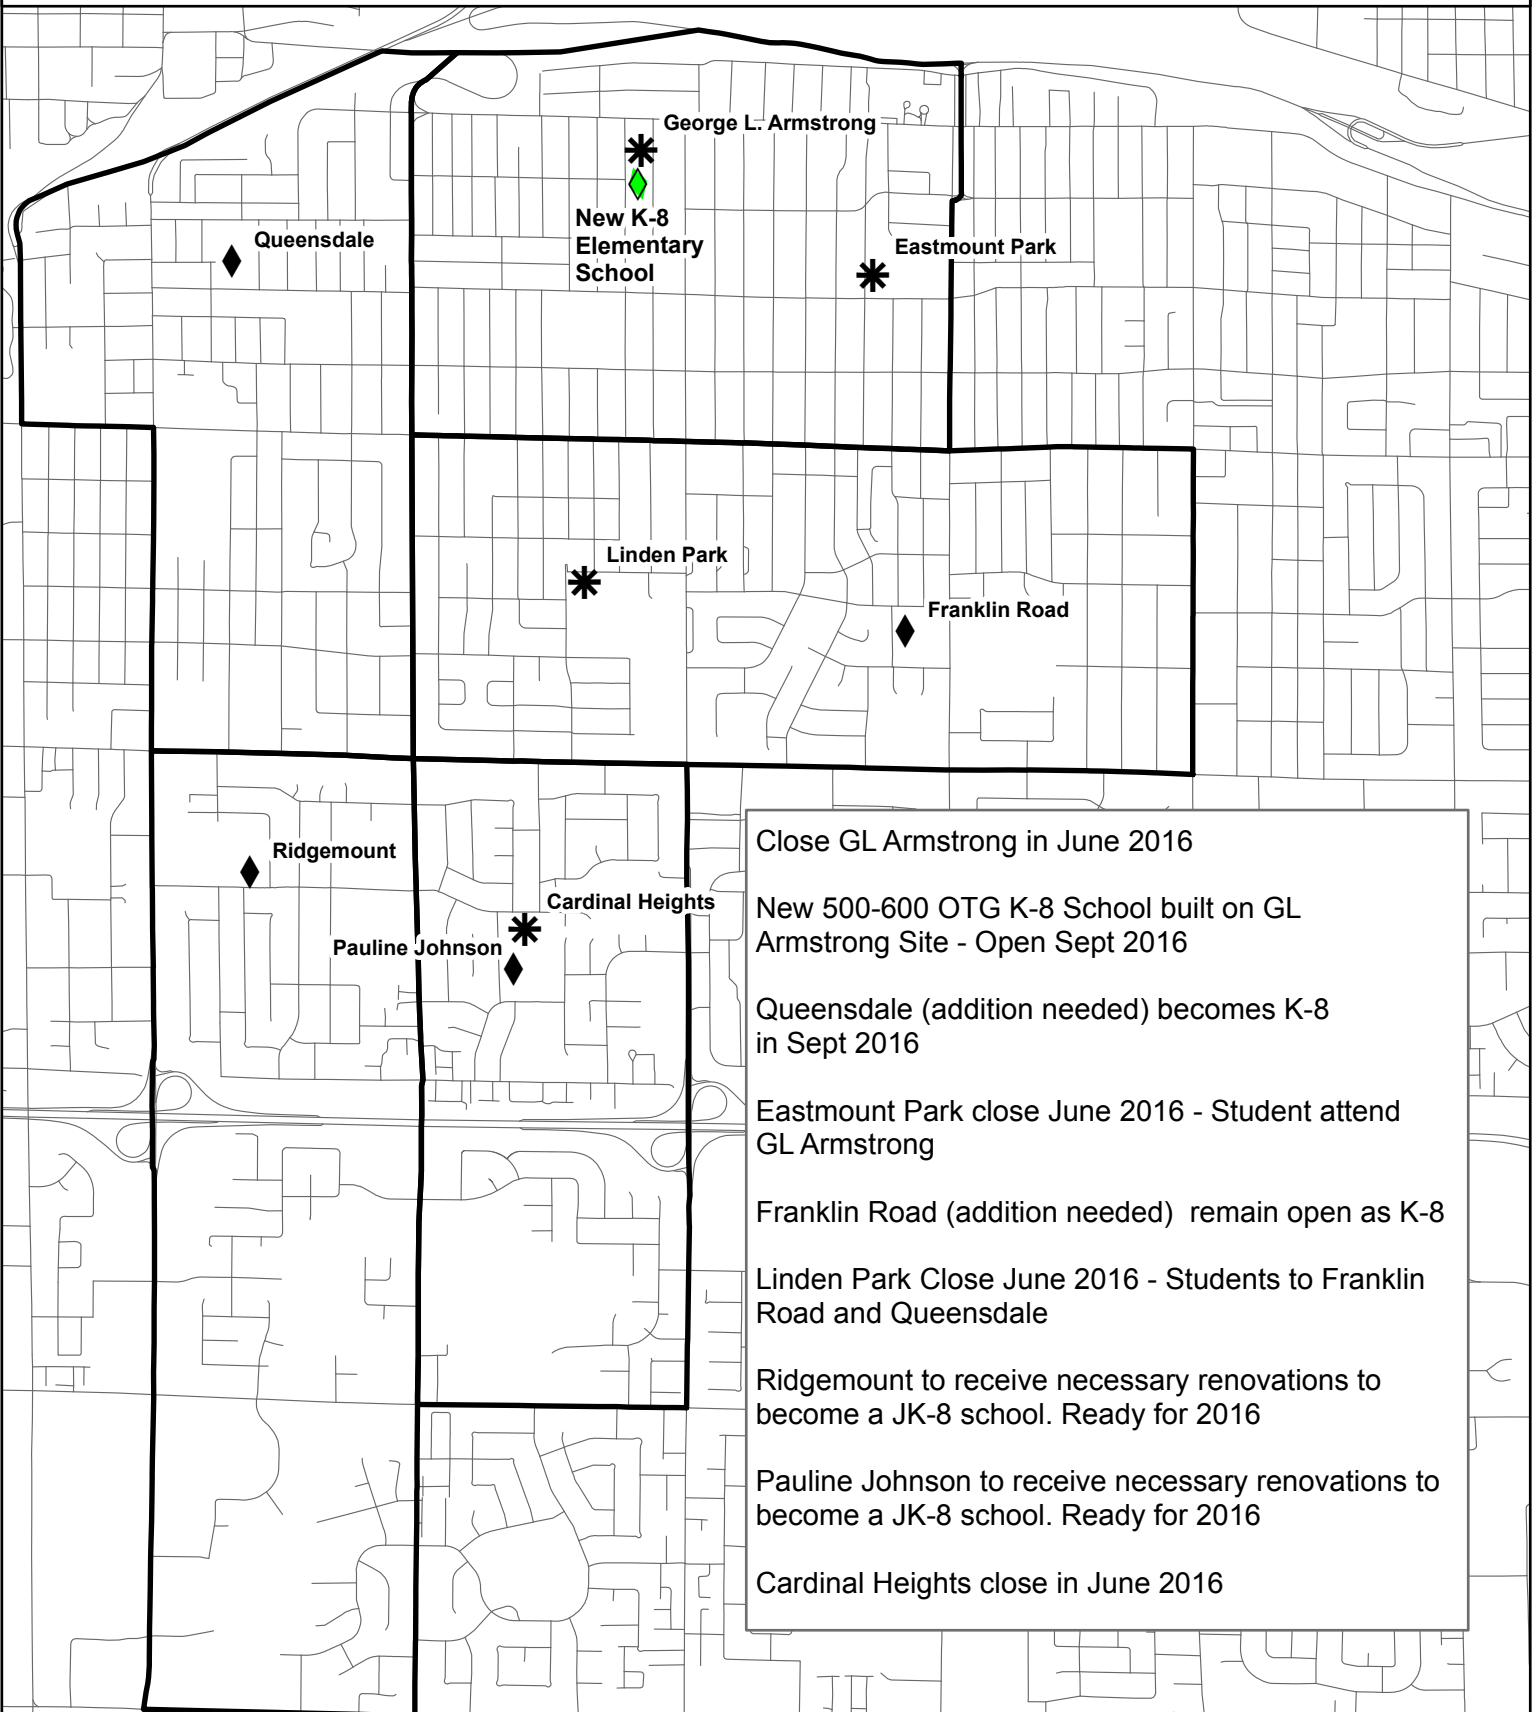 George L. Armstrong
New K-8
Elementary
School
Queensdale
Eastmount Park
Linden Park
Franklin Road
Ridgemount
Cardinal Heights
Pauline Johnson
Close GL Armstrong in June 2016
New 500-600 OTG K-8 School built on GL
Armstrong Site - Open Sept 2016
Queensdale (addition needed) becomes K-8
in Sept 2016
Eastmount Park close June 2016 - Student attend
GL Armstrong
Franklin Road (addition needed)  remain open as K-8
Linden Park Close June 2016 - Students to Franklin
Road and Queensdale
Ridgemount to receive necessary renovations to
become a JK-8 school. Ready for 2016
Pauline Johnson to receive necessary renovations to
become a JK-8 school. Ready for 2016
Cardinal Heights close in June 2016